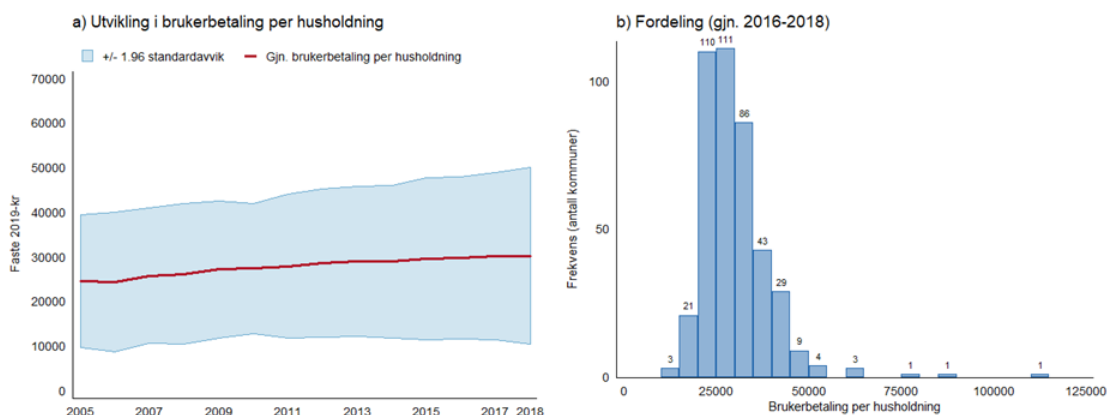 a) Utvikling i brukerbetaling per husholdning
+/- 1.96 standardavvik
Gjn. brukerbetaling per husholdning
Faste 2019-kr
70000
60000
50000
40000
30000
20000
10000
0
2005 2007 2009 2011 2013 2015 2017 2018
b) Fordeling (gjn. 2016-2018)
Frekvens (antall kommuner)
100
50
0
3 21 110 111 86 43 29 9 4 3 1 1 1
0 25000 50000 75000 100000 125000
Brukerbetaling per husholdning